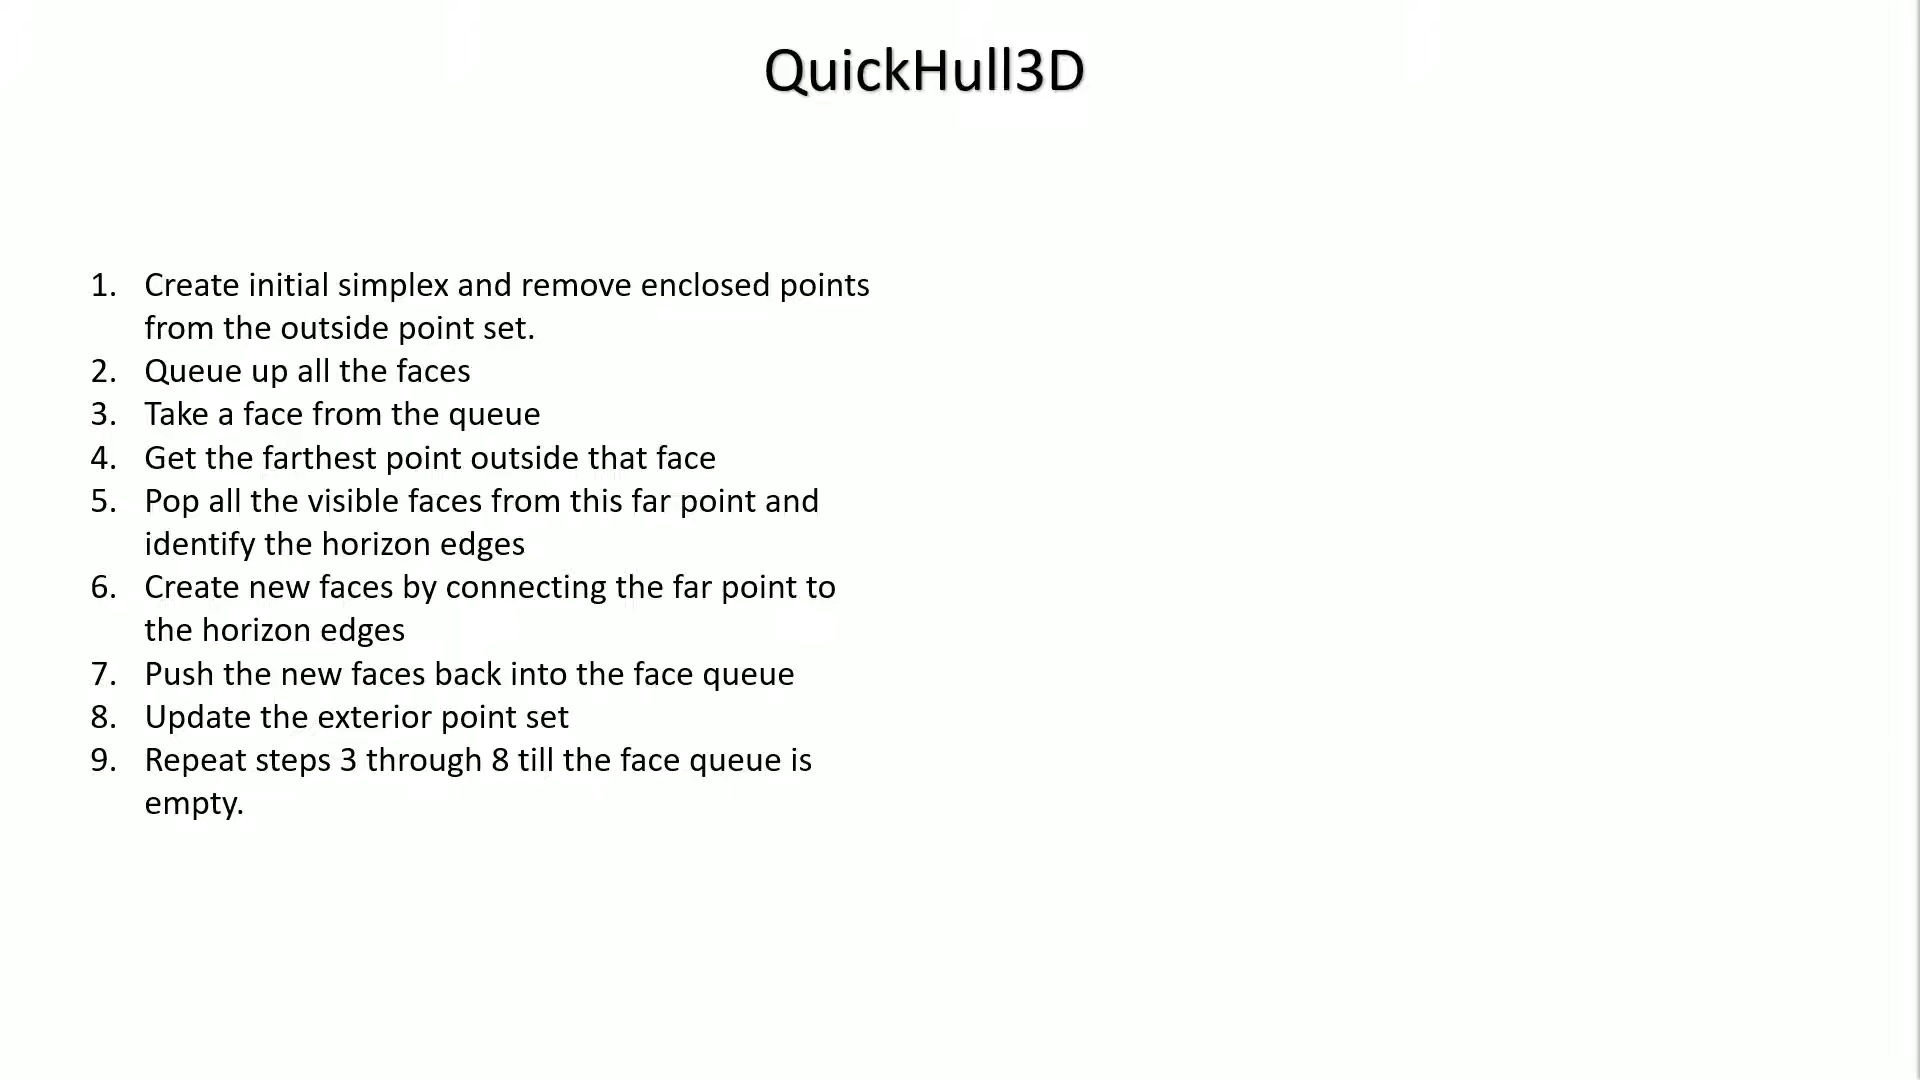 QuickHull3D
1. Create initial simplex and remove enclosed points
from the outside point set.
2. Queue up all the faces
3. Take a face from the queue
4. Get the farthest point outside that face
5. Pop all the visible faces from this far point and
identify the horizon edges
6. Create new faces by connecting the far point to
the horizon edges
7. Push the new faces back into the face queue
8. Update the exterior point set
9. Repeat steps 3 through 8 till the face queue is
empty.